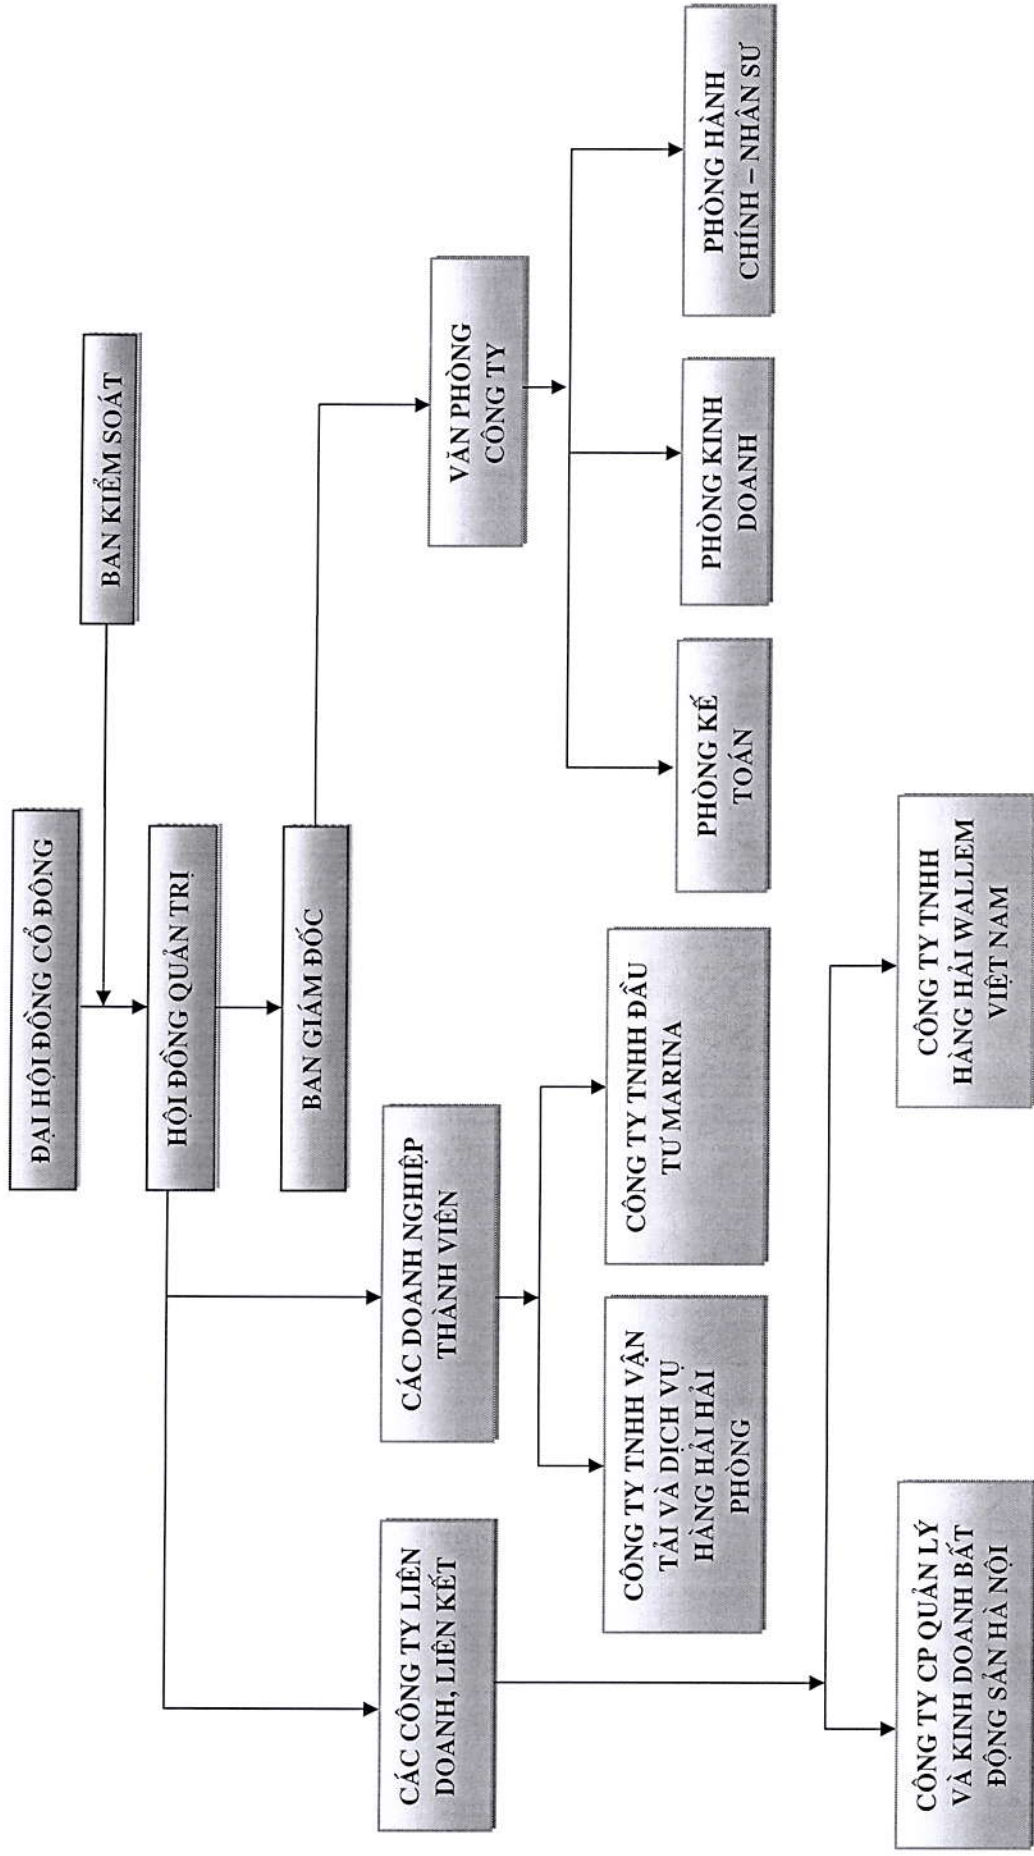 ĐẠI HỘI ĐỒNG CỔ ĐÔNG
BAN KIỂM SOÁT
HỘI ĐỒNG QUẢN TRỊ
BAN GIÁM ĐỐC
CÁC CÔNG TY LIÊN
DOANH, LIÊN KẾT
CÁC DOANH NGHIỆP
THÀNH VIÊN
VĂN PHÒNG
CÔNG TY
CÔNG TY TNHH VẬN
TẢI VÀ DỊCH VỤ
HÀNG HẢI HẢI
PHÒNG
CÔNG TY TNHH ĐẦU
TƯ MARINA
PHÒNG KẾ
TOÁN
PHÒNG KINH
DOANH
PHÒNG HÀNH
CHÍNH – NHÂN SƯ
CÔNG TY CP QUẢN LÝ
VÀ KINH DOANH BẤT
ĐỘNG SẢN HÀ NỘI
CÔNG TY TNHH
HÀNG HẢI WALLEM
VIỆT NAM